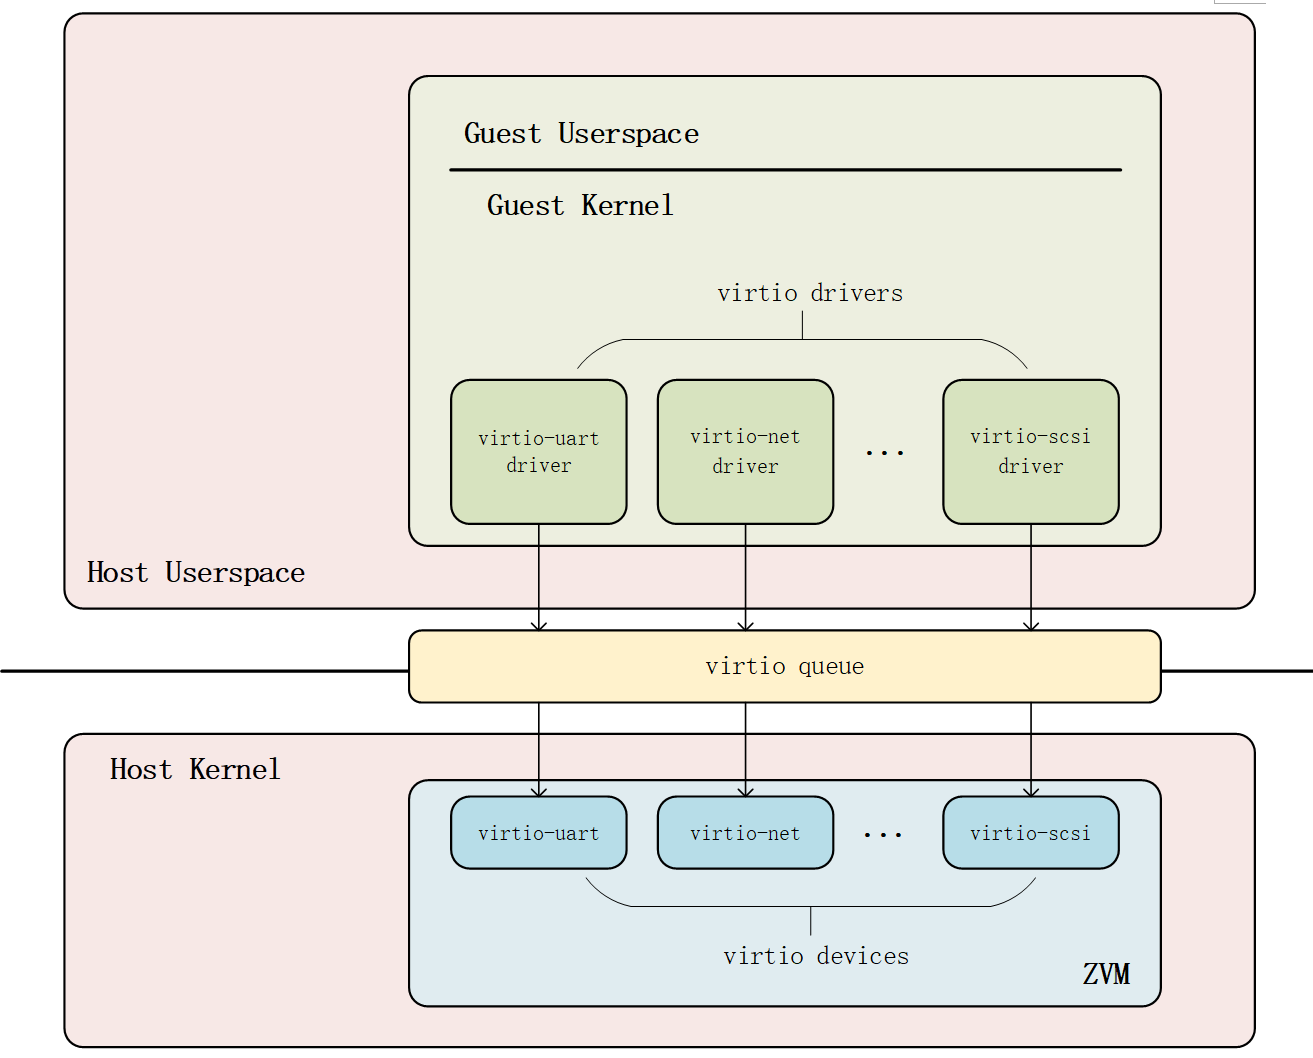 Guest Userspace
Guest Kernel
virtio drivers
virtio-uart
driver
virtio-net
driver
...
virtio-scsi
driver
Host Userspace
virtio queue
Host Kernel
virtio-uart
virtio-net
...
virtio-scsi
virtio devices
ZVM